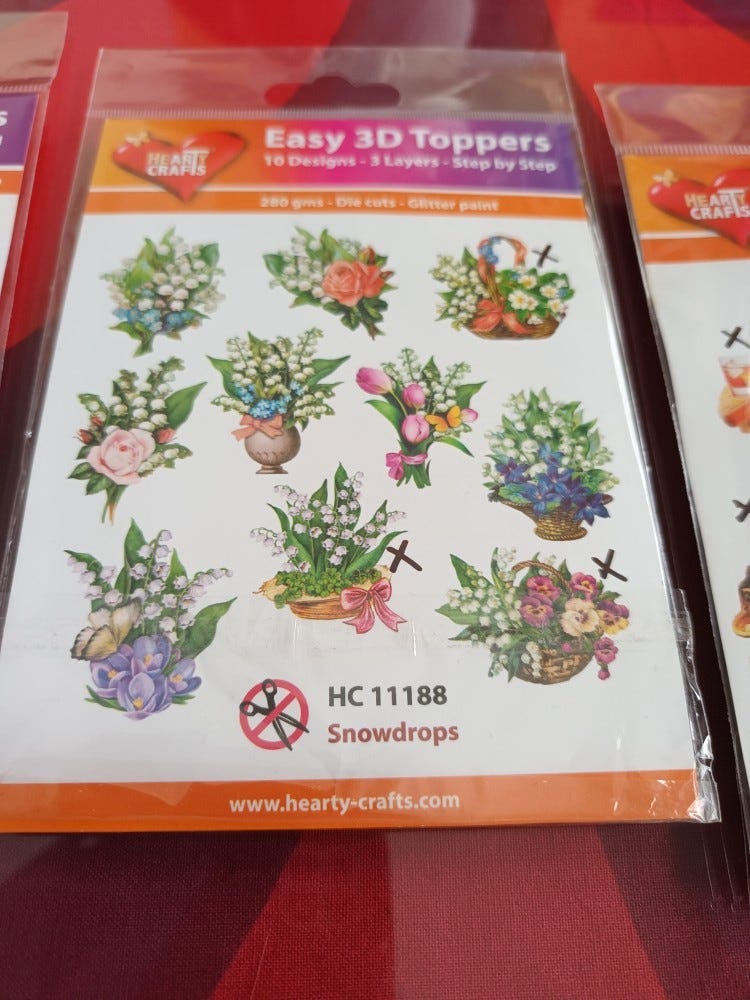 HEARTY
CRAFTS
Easy 3D Toppers
10 Designs - 3 Layers - Step by Step
280 gms - Die cuts - Glitter paint
HC 11188
Snowdrops
www.hearty-crafts.com
HEARTY
CRAFTS